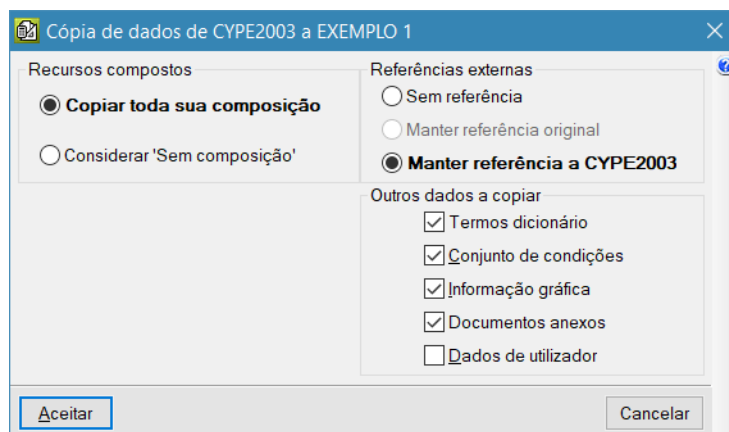 Cópia de dados de CYPE2003 a EXEMPLO 1
Recursos compostos
Copiar toda sua composição
Considerar 'Sem composição'
Referências externas
Sem referência
Manter referência original
Manter referência a CYPE2003
Outros dados a copiar
Termos dicionário
Conjunto de condições
Informação gráfica
Documentos anexos
Dados de utilizador
Aceitar
Cancelar